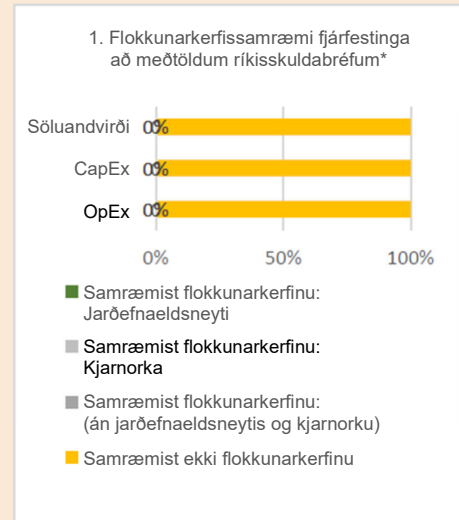 1. Flokkunarkerfissamræmi fjárfestinga
að meðtöldum ríkisskuldabréfum*
Söluandvirði 0%
CapEx 0%
OpEx 0%
0% 50% 100%
Samræmist flokkunarkerfinu:
Jarðefnaeldsneyti
Samræmist flokkunarkerfinu:
Kjarnorka
Samræmist flokkunarkerfinu:
(án jarðefnaeldsneytis og kjarnorku)
Samræmist ekki flokkunarkerfinu